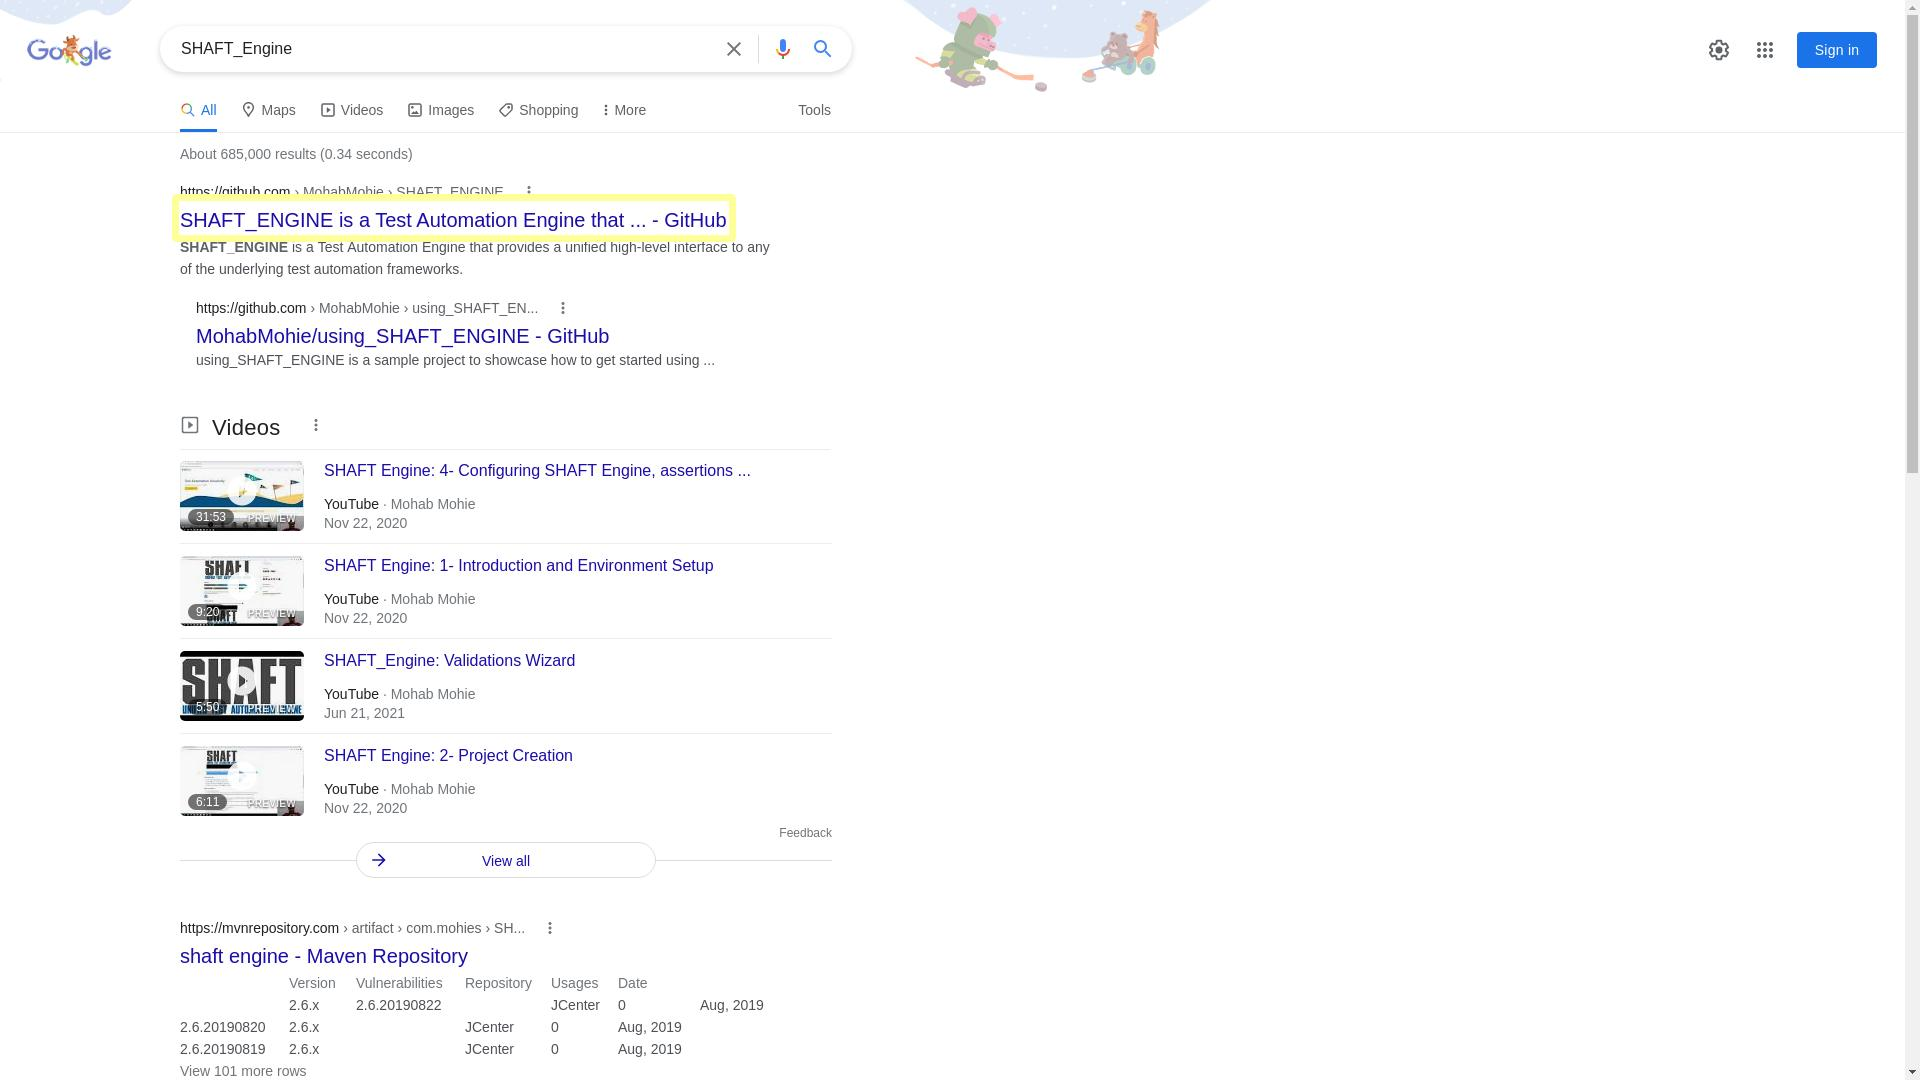 Google
SHAFT_Engine
Sign in
All
Maps
Videos
Images
Shopping
More
Tools
About 685,000 results (0.34 seconds)
https://github.com › MohabMohie › SHAFT_ENGINE
SHAFT_ENGINE is a Test Automation Engine that ... - GitHub
SHAFT_ENGINE is a Test Automation Engine that provides a unified high-level interface to any
of the underlying test automation frameworks.
https://github.com › MohabMohie › using_SHAFT_EN...
MohabMohie/using_SHAFT_ENGINE - GitHub
using_SHAFT_ENGINE is a sample project to showcase how to get started using ...
Videos
31:53
PREVIEW
SHAFT Engine: 4- Configuring SHAFT Engine, assertions ...
YouTube · Mohab Mohie
Nov 22, 2020
SHAFT
9:20
PREVIEW
SHAFT Engine: 1- Introduction and Environment Setup
YouTube · Mohab Mohie
Nov 22, 2020
SHAFT
5:50
PREVIEW
SHAFT_Engine: Validations Wizard
YouTube · Mohab Mohie
Jun 21, 2021
SHAFT
6:11
PREVIEW
SHAFT Engine: 2- Project Creation
YouTube · Mohab Mohie
Nov 22, 2020
Feedback
View all
https://mvnrepository.com › artifact › com.mohies › SH...
shaft engine - Maven Repository
Version Vulnerabilities Repository Usages Date
2.6.x 2.6.20190822 JCenter 0 Aug, 2019
2.6.20190820 2.6.x JCenter 0 Aug, 2019
2.6.20190819 2.6.x JCenter 0 Aug, 2019
View 101 more rows